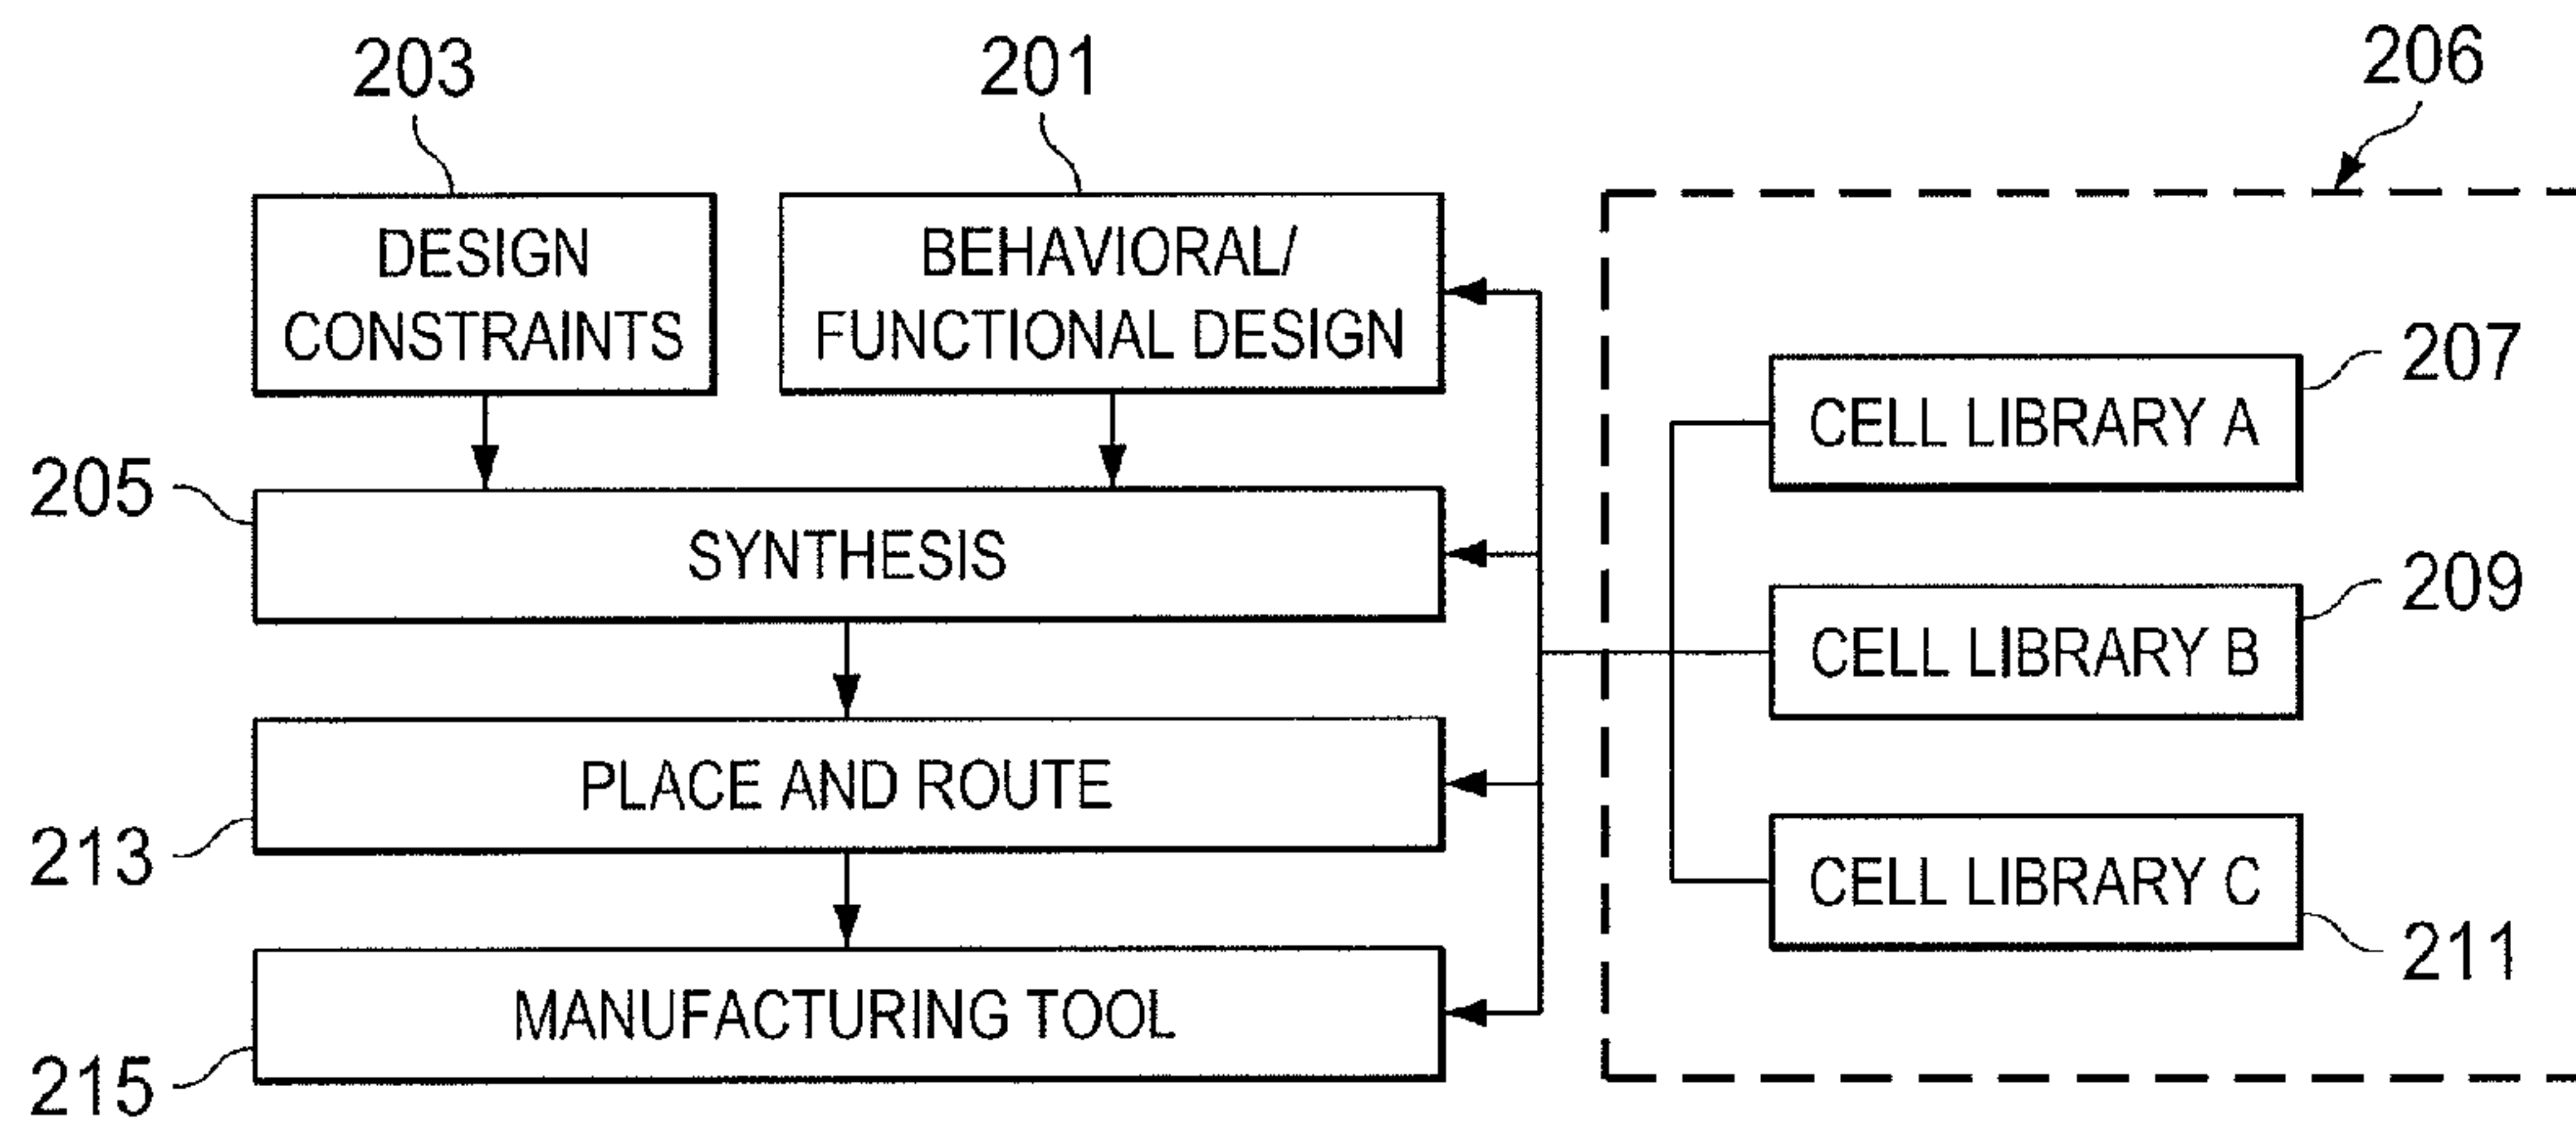 203
201
206
DESIGN
CONSTRAINTS
BEHAVIORAL/
FUNCTIONAL DESIGN
207
CELL LIBRARY A
205
SYNTHESIS
209
CELL LIBRARY B
PLACE AND ROUTE
213
CELL LIBRARY C
211
MANUFACTURING TOOL
215